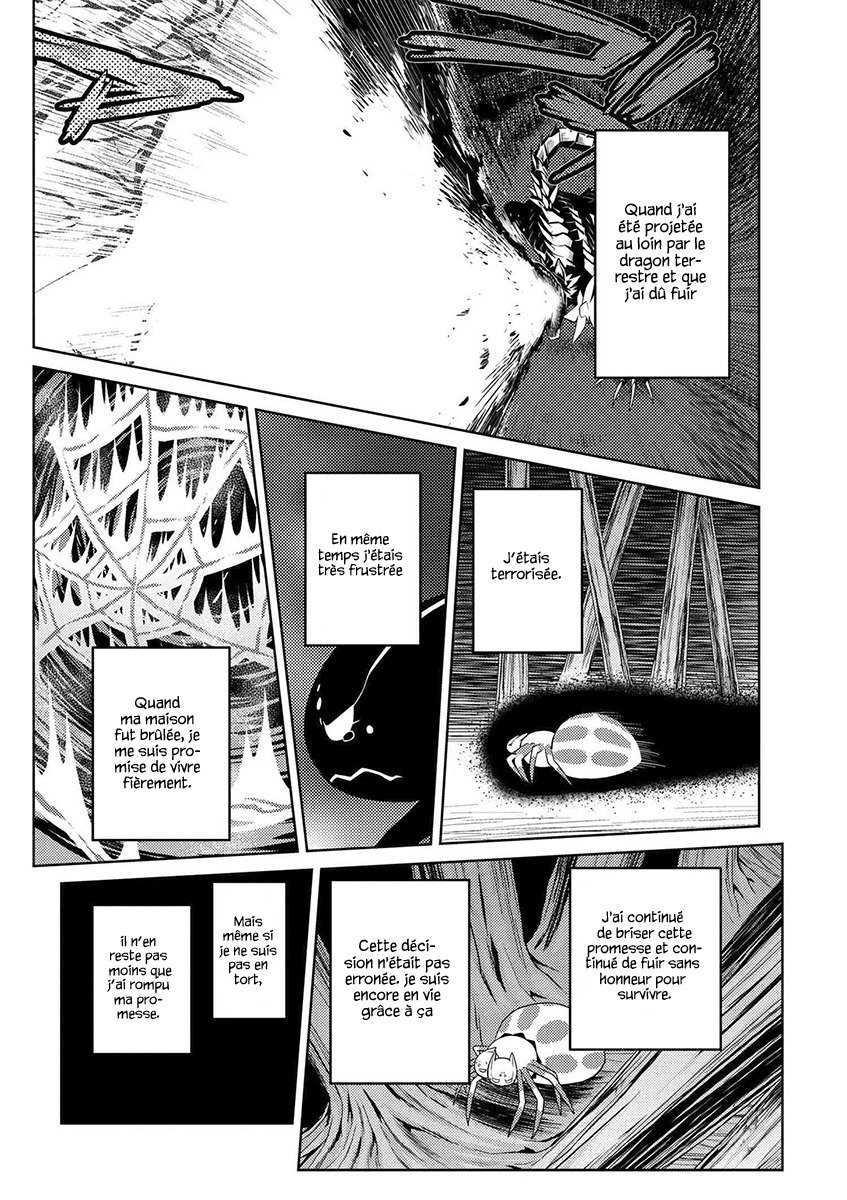 Quand j'ai
été projetée
au loin par le
dragon ter-
restre et que
j'ai dû fuir
J'étais
terrorisée.
En même
temps j'étais
très frustrée
Quand
ma maison
fut brûlée, je
me suis pro-
mise de vivre
fièrement.
J'ai continué
de briser cette
promesse et con-
tinué de fuir sans
honneur pour
survivre.
Cette déci-
sion n'était pas
erronée. je suis
encore en vie
grâce à ça
Mais
même si
je ne suis
pas en
tort,
il n'en
reste pas
moins que
j'ai rompu
ma pro-
messe.